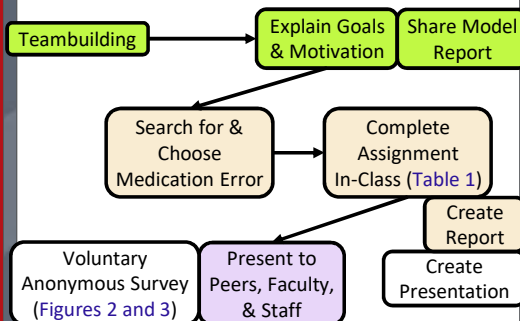 Teambuilding
Explain Goals
& Motivation
Share Model
Report
Search for &
Choose
Medication Error
Complete
Assignment
In-Class (Table 1)
Create
Report
Create
Presentation
Voluntary
Anonymous Survey
(Figures 2 and 3)
Present to
Peers, Faculty,
& Staff